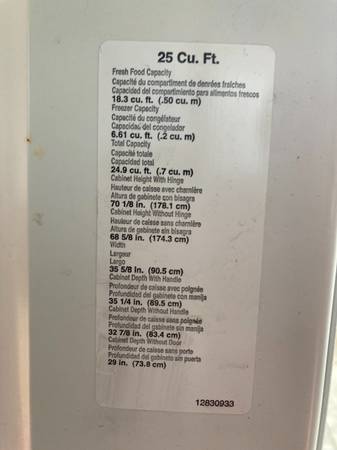 25 Cu. Ft.
Fresh Food Capacity
Capacité du compartiment de denrées fraîches
Capacidad del compartimiento para alimentos frescos
18.3 cu. ft. (.50 cu. m)
Freezer Capacity
Capacité du congélateur
Capacidad del congelador
6.61 cu. ft. (.2 cu. m)
Total Capacity
Capacité totale
Capacidad total
24.9 cu. ft. (.7 cu. m)
Cabinet Height With Hinge
Hauteur de caisse avec charnière
Altura de gabinete con bisagra
70 1/8 in. (178.1 cm)
Cabinet Height Without Hinge
Hauteur de caisse sans charnière
Altura de gabinete sin bisagra
68 5/8 in. (174.3 cm)
Width
Largeur
Largo
35 5/8 in. (90.5 cm)
Cabinet Depth With Handle
Profondeur de caisse avec poignée
Profundidad del gabinete con manija
35 1/4 in. (89.5 cm)
Cabinet Depth Without Handle
Profondeur de caisse sans poignée
Profundidad del gabinete sin manija
32 7/8 in. (83.4 cm)
Cabinet Depth Without Door
Profondeur de caisse sans porte
Profundidad del gabinete sin puerta
29 in. (73.8 cm)
12830933